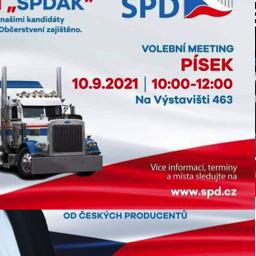 „SPDÁK“
našimi kandidáty
Občerstvení zajištěno.
SPD
VOLEBNÍ MEETING
PÍSEK
10.9.2021 | 10:00-12:00
Na Výstavišti 463
Více informací, termíny
a místa sledujte na
www.spd.cz
OD ČESKÝCH PRODUCENTŮ